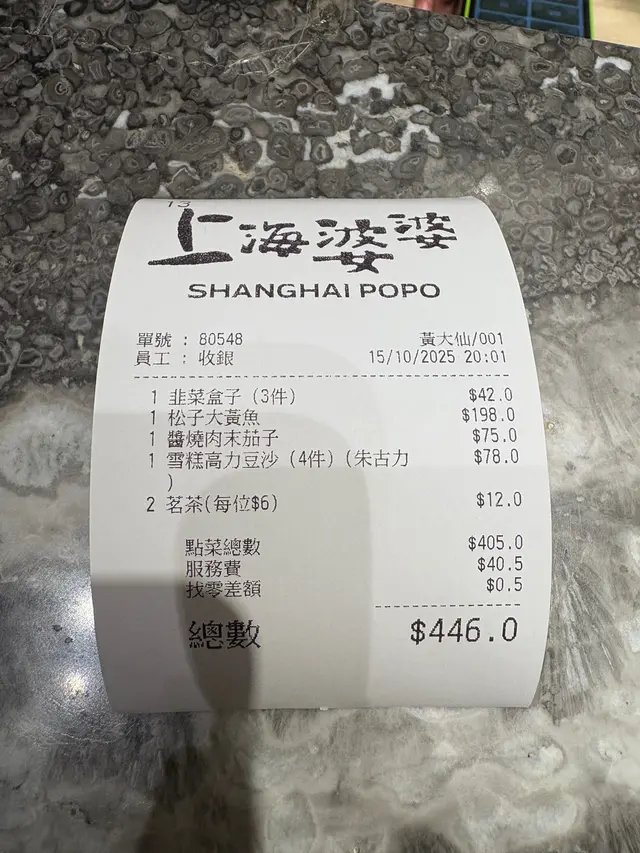 13
上海婆婆
SHANGHAI POPO
單號 : 80548 黃大仙/001
員工 : 收銀 15/10/2025 20:01
1 韭菜盒子 (3件) $42.0
1 松子大黃魚 $198.0
1 醬燒肉末茄子 $75.0
1 雪糕高力豆沙 (4件) (朱古力 $78.0
)
2 茗茶(每位$6) $12.0
點菜總數 $405.0
服務費 $40.5
找零差額 $0.5
總數 $446.0